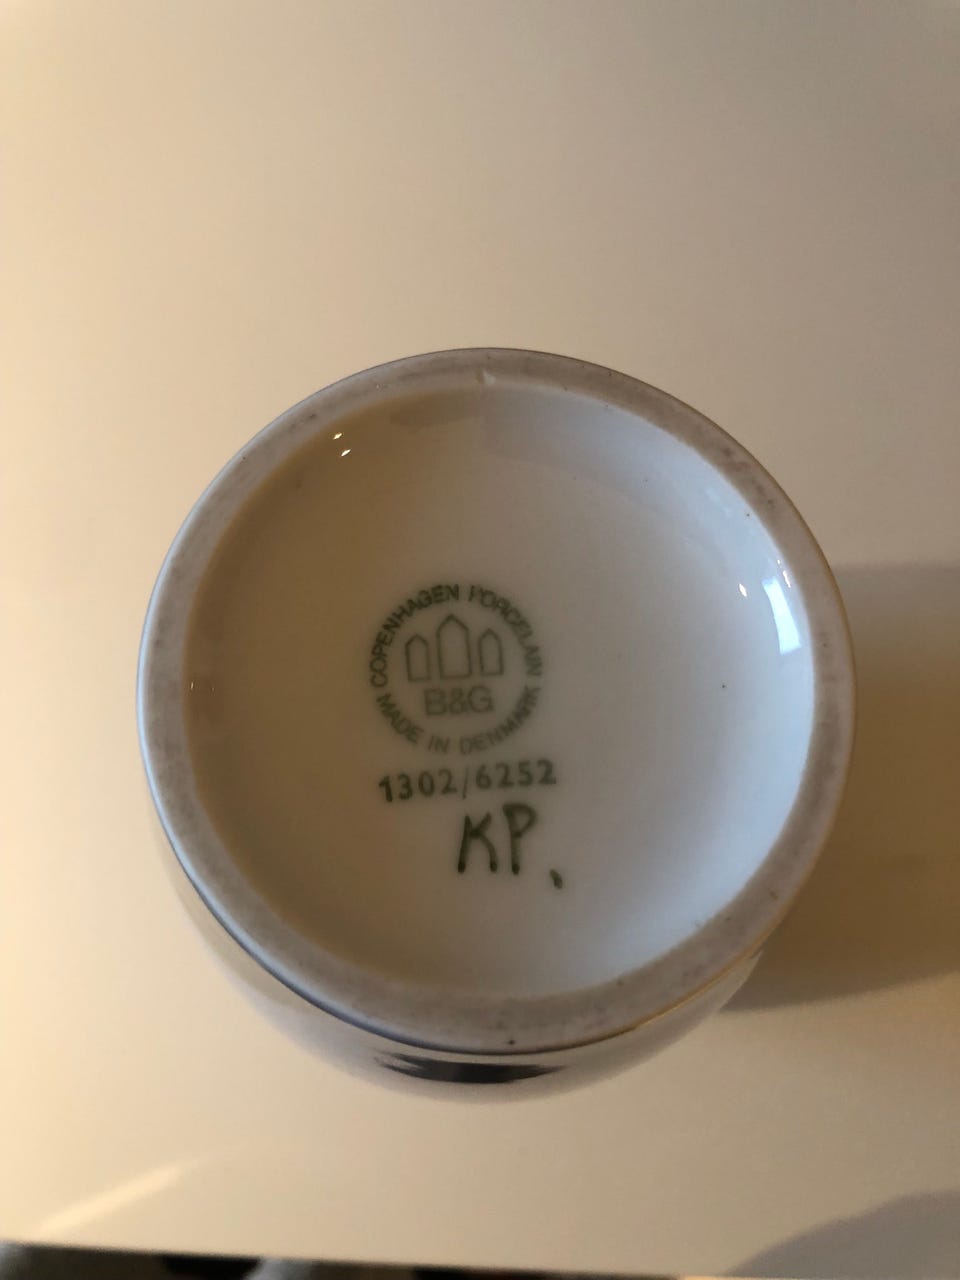 COPENHAGEN PORCELAIN
B&G
MADE IN DENMARK
1302/6252
KP.